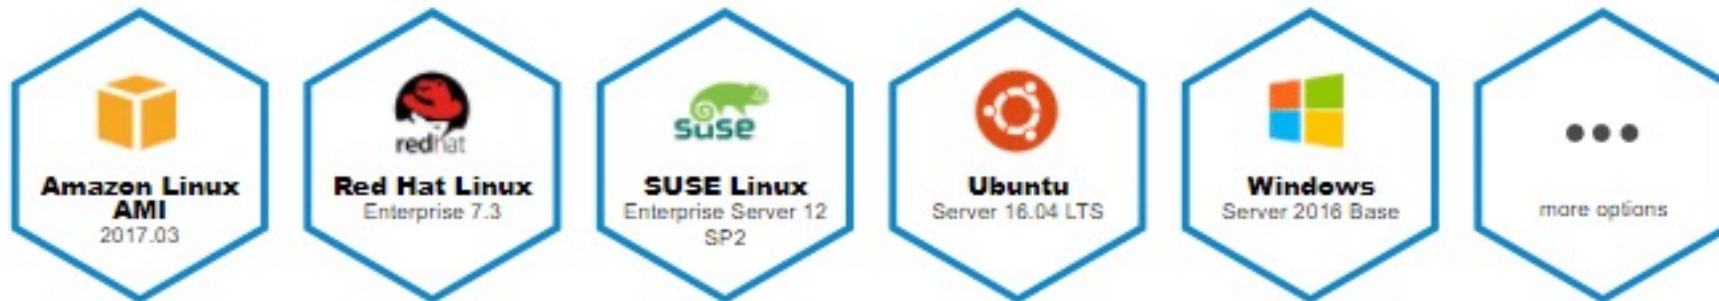 Amazon Linux
AMI
2017.03
redhat
Red Hat Linux
Enterprise 7.3
suse
SUSE Linux
Enterprise Server 12
SP2
Ubuntu
Server 16.04 LTS
Windows
Server 2016 Base
more options